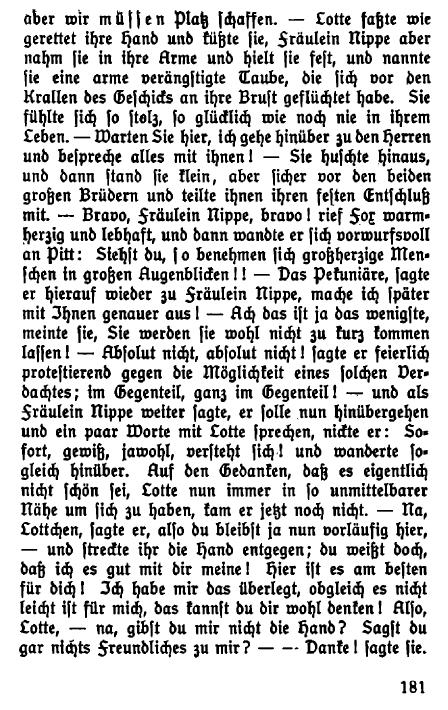 aber wir müssen Platz schaffen. — Lotte faßte wie
gerettet ihre Hand und küßte sie, Fräulein Nippe aber
nahm sie in ihre Arme und hielt sie fest, und nannte
sie eine arme verängstigte Taube, die sich vor den
Krallen des Geschicks an ihre Brust geflüchtet habe. Sie
fühlte sich so stolz, so glücklich wie noch nie in ihrem
Leben. — Warten Sie hier, ich gehe hinüber zu den Herren
und bespreche alles mit ihnen! — Sie huschte hinaus,
und dann stand sie klein, aber sicher vor den beiden
großen Brüdern und teilte ihnen ihren festen Entschluß
mit. — Bravo, Fräulein Nippe, bravo! rief Fox warm-
herzig und lebhaft, und dann wandte er sich vorwurfsvoll
an Pitt: Siehst du, so benehmen sich großherzige Men-
schen in großen Augenblicken!! — Das Pekuniäre, sagte
er hierauf wieder zu Fräulein Nippe, mache ich später
mit Ihnen genauer aus! — Ach das ist ja das wenigste,
meinte sie, Sie werden sie wohl nicht zu kurz kommen
lassen! — Absolut nicht, absolut nicht! sagte er feierlich
protestierend gegen die Möglichkeit eines solchen Ver-
dachtes; im Gegenteil, ganz im Gegenteil! — und als
Fräulein Nippe weiter sagte, er solle nun hinübergehen
und ein paar Worte mit Lotte sprechen, nickte er: So-
fort, gewiß, jawohl, versteht sich! und wanderte so-
gleich hinüber. Auf den Gedanken, daß es eigentlich
nicht schön sei, Lotte nun immer in so unmittelbarer
Nähe um sich zu haben, kam er jetzt noch nicht. — Na,
Lottchen, sagte er, also du bleibst ja nun vorläufig hier,
— und streckte ihr die Hand entgegen; du weißt doch,
daß ich es gut mit dir meine! Hier ist es am besten
für dich! Ich habe mir das überlegt, obgleich es nicht
leicht ist für mich, das kannst du dir wohl denken! Also,
Lotte, — na, gibst du mir nicht die Hand? Sagst du
gar nichts Freundliches zu mir? — — Danke! sagte sie.
181